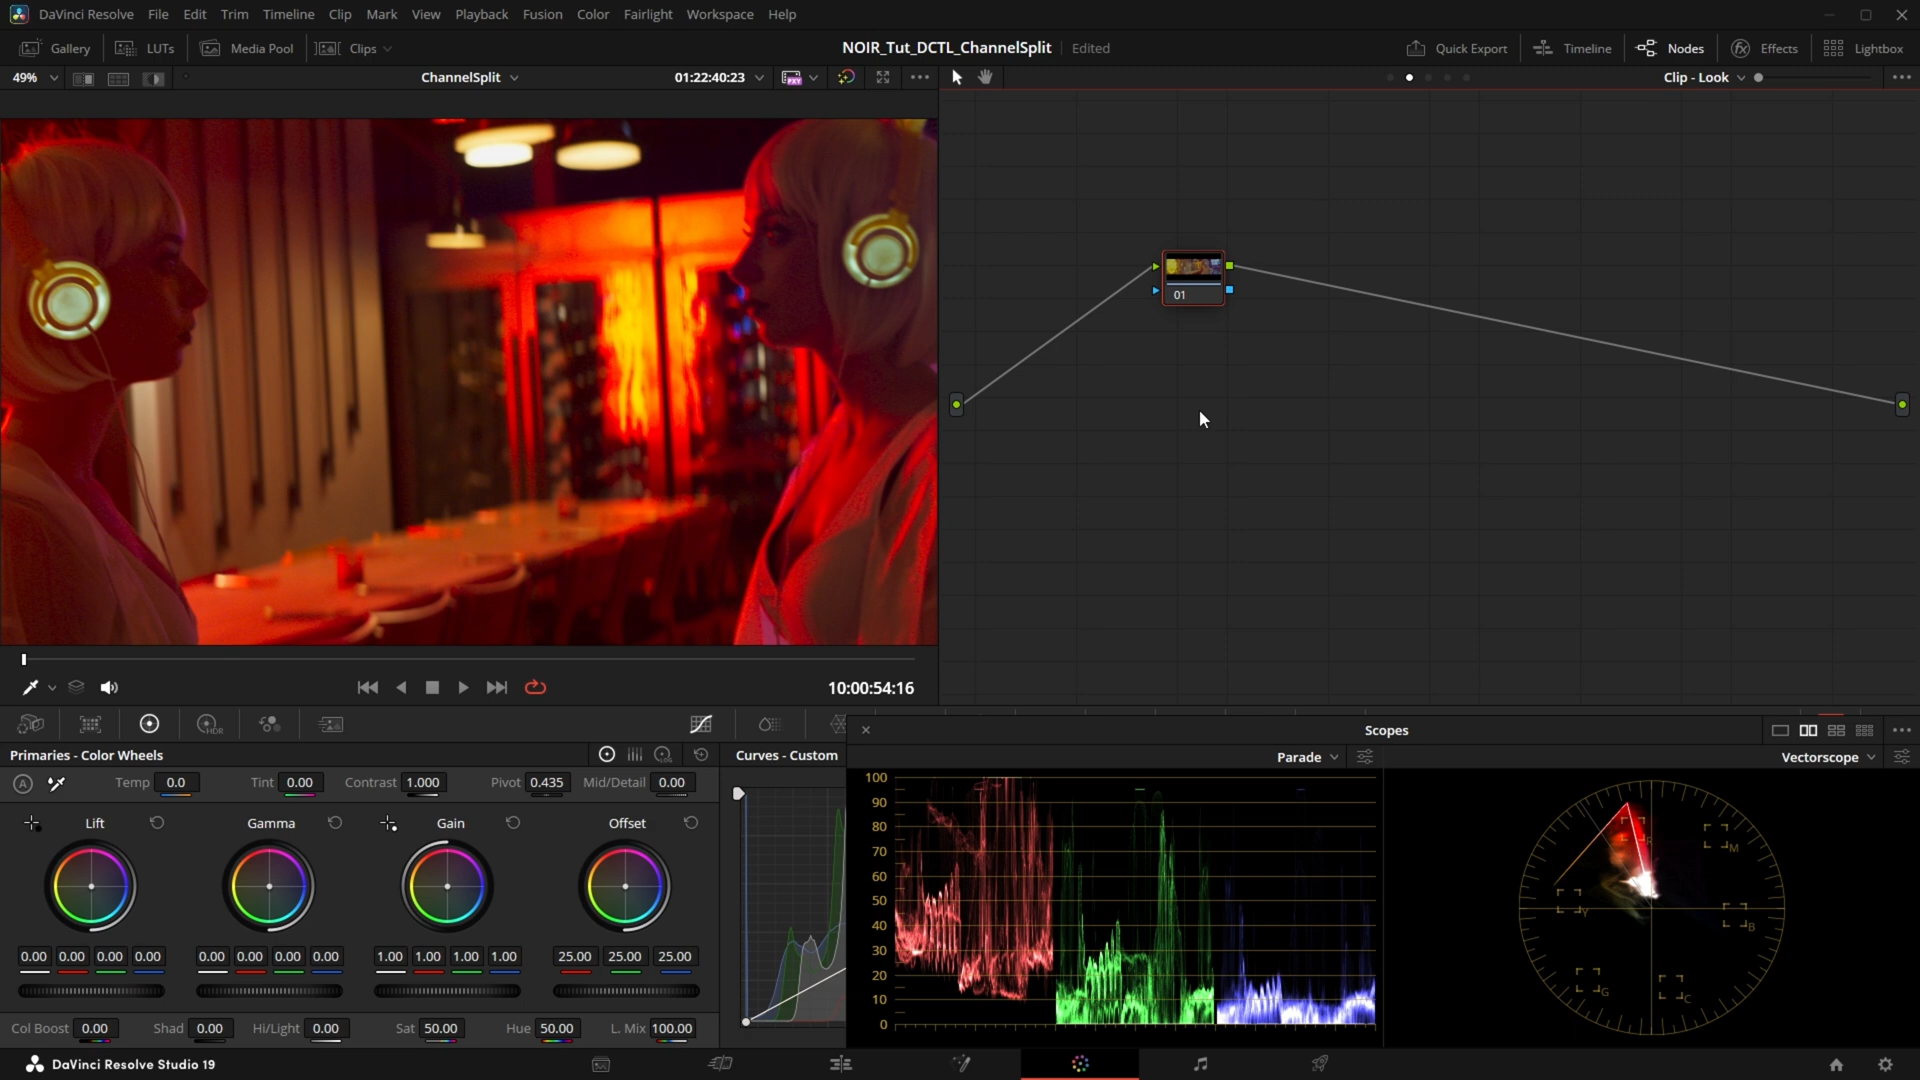 DaVinci Resolve File Edit Trim Timeline Clip Mark View Playback Fusion Color Fairlight Workspace Help
Gallery LUTs Media Pool Clips NOIR_Tut_DCTL_ChannelSplit Edited Quick Export Timeline Nodes Effects Lightbox
49% ChannelSplit 01:22:40:23 PXY Clip - Look
01
10:00:54:16
HDR
Scopes
Primaries - Color Wheels LOG Curves - Custom Parade Vectorscope
A Temp 0.0 Tint 0.00 Contrast 1.000 Pivot 0.435 Mid/Detail 0.00
Lift Gamma Gain Offset
0.00 0.00 0.00 0.00 0.00 0.00 0.00 0.00 1.00 1.00 1.00 1.00 25.00 25.00 25.00
Col Boost 0.00 Shad 0.00 Hi/Light 0.00 Sat 50.00 Hue 50.00 L. Mix 100.00
100
90
80
70
60
50
40
30
20
10
0
R
M
Y
B
G
C
DaVinci Resolve Studio 19